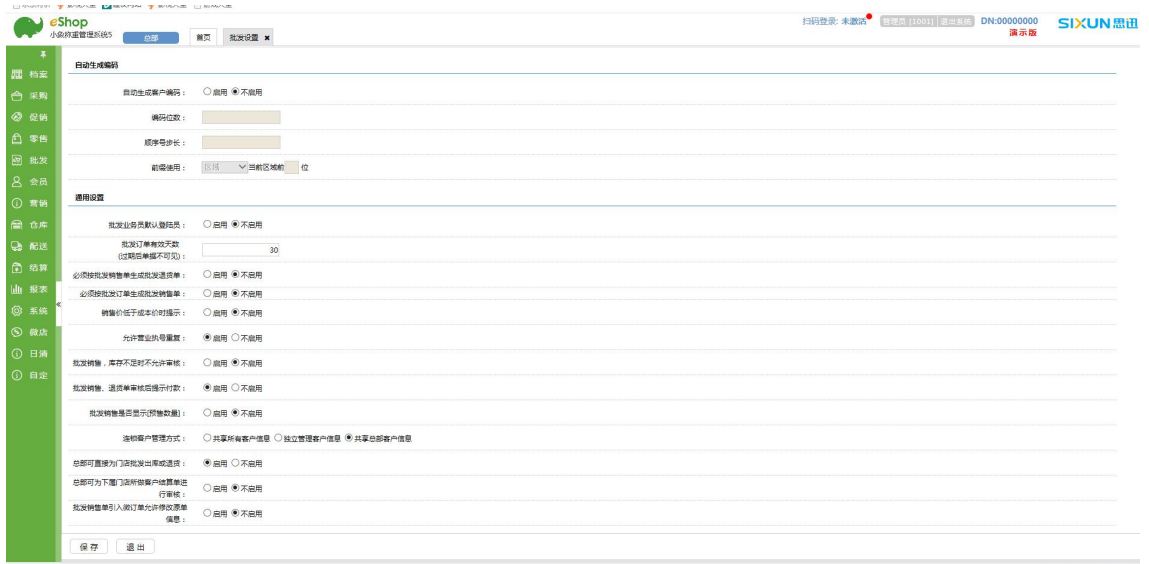 eShop
小象称重管理系统5
总部
首页
批发设置 ×
扫码登录: 未激活
管理员 [1001] 退出系统
DN:00000000
演示版
SIXUN思迅
档案
采购
促销
零售
批发
会员
营销
仓库
配送
结算
报表
系统
微店
日清
自定
自动生成编码
自动生成客户编码： 启用 不启用
编码位数：
顺序号步长：
前缀使用： 区域 当前区域前 位
通用设置
批发业务员默认登陆员： 启用 不启用
批发订单有效天数
(过期后单据不可见)： 30
必须按批发销售单生成批发退货单： 启用 不启用
必须按批发订单生成批发销售单： 启用 不启用
销售价低于成本价时提示： 启用 不启用
允许营业执号重复： 启用 不启用
批发销售，库存不足时不允许审核： 启用 不启用
批发销售、退货单审核后提示付款： 启用 不启用
批发销售是否显示[预售数量]： 启用 不启用
连锁客户管理方式： 共享所有客户信息 独立管理客户信息 共享总部客户信息
总部可直接为门店批发出库或退货： 启用 不启用
总部可为下属门店所做客户结算单进
行审核： 启用 不启用
批发销售单引入微订单允许修改原单
信息： 启用 不启用
保存
退出